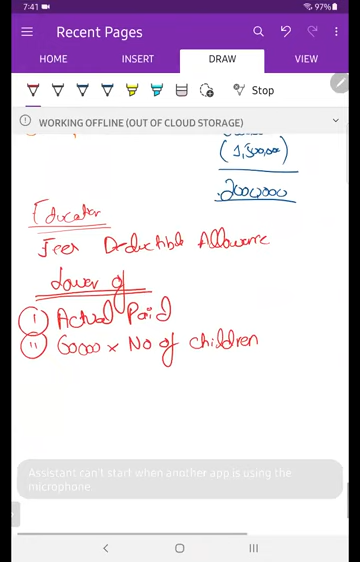 7:41
97%
Recent Pages
HOME INSERT DRAW VIEW
Stop
WORKING OFFLINE (OUT OF CLOUD STORAGE)
(1,500,000)
2000000
Education
Fees Deductible Allowance
Lower of
(i) Actual Paid
(ii) 60000 × No of children
Assistant can't start when another app is using the
microphone.